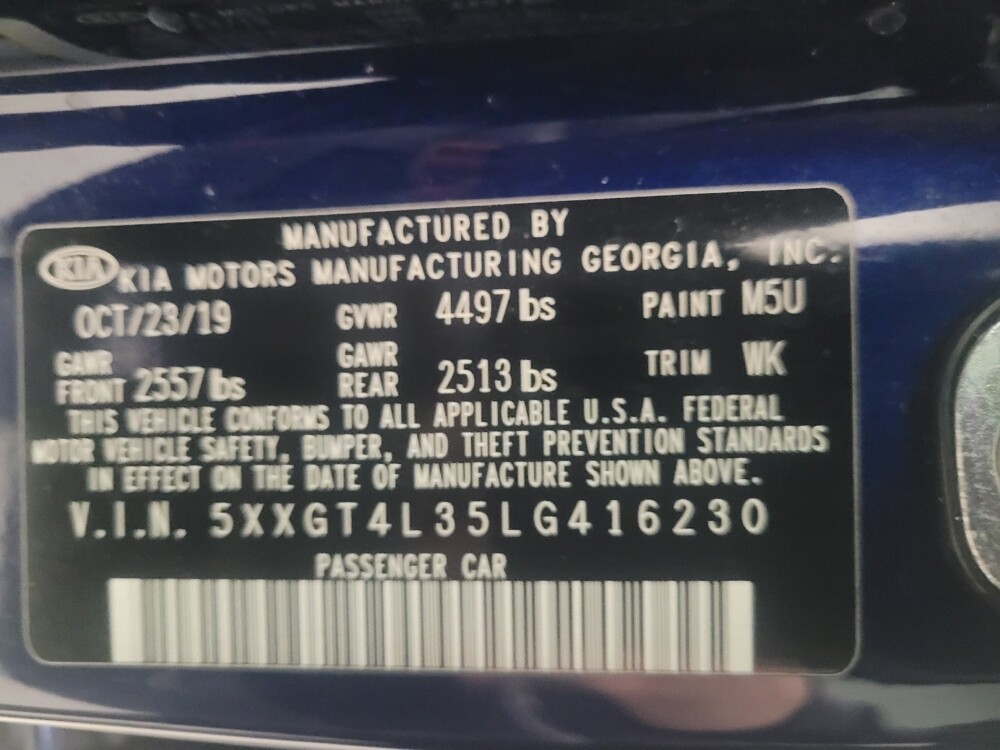 MANUFACTURED BY
KIA KIA MOTORS MANUFACTURING GEORGIA, INC.
OCT/23/19 GVWR 4497 lbs PAINT M5U
GAWR FRONT 2557 lbs GAWR REAR 2513 lbs TRIM WK
THIS VEHICLE CONFORMS TO ALL APPLICABLE U.S.A. FEDERAL
MOTOR VEHICLE SAFETY, BUMPER, AND THEFT PREVENTION STANDARDS
IN EFFECT ON THE DATE OF MANUFACTURE SHOWN ABOVE.
V.I.N. 5XXGT4L35LG416230
PASSENGER CAR